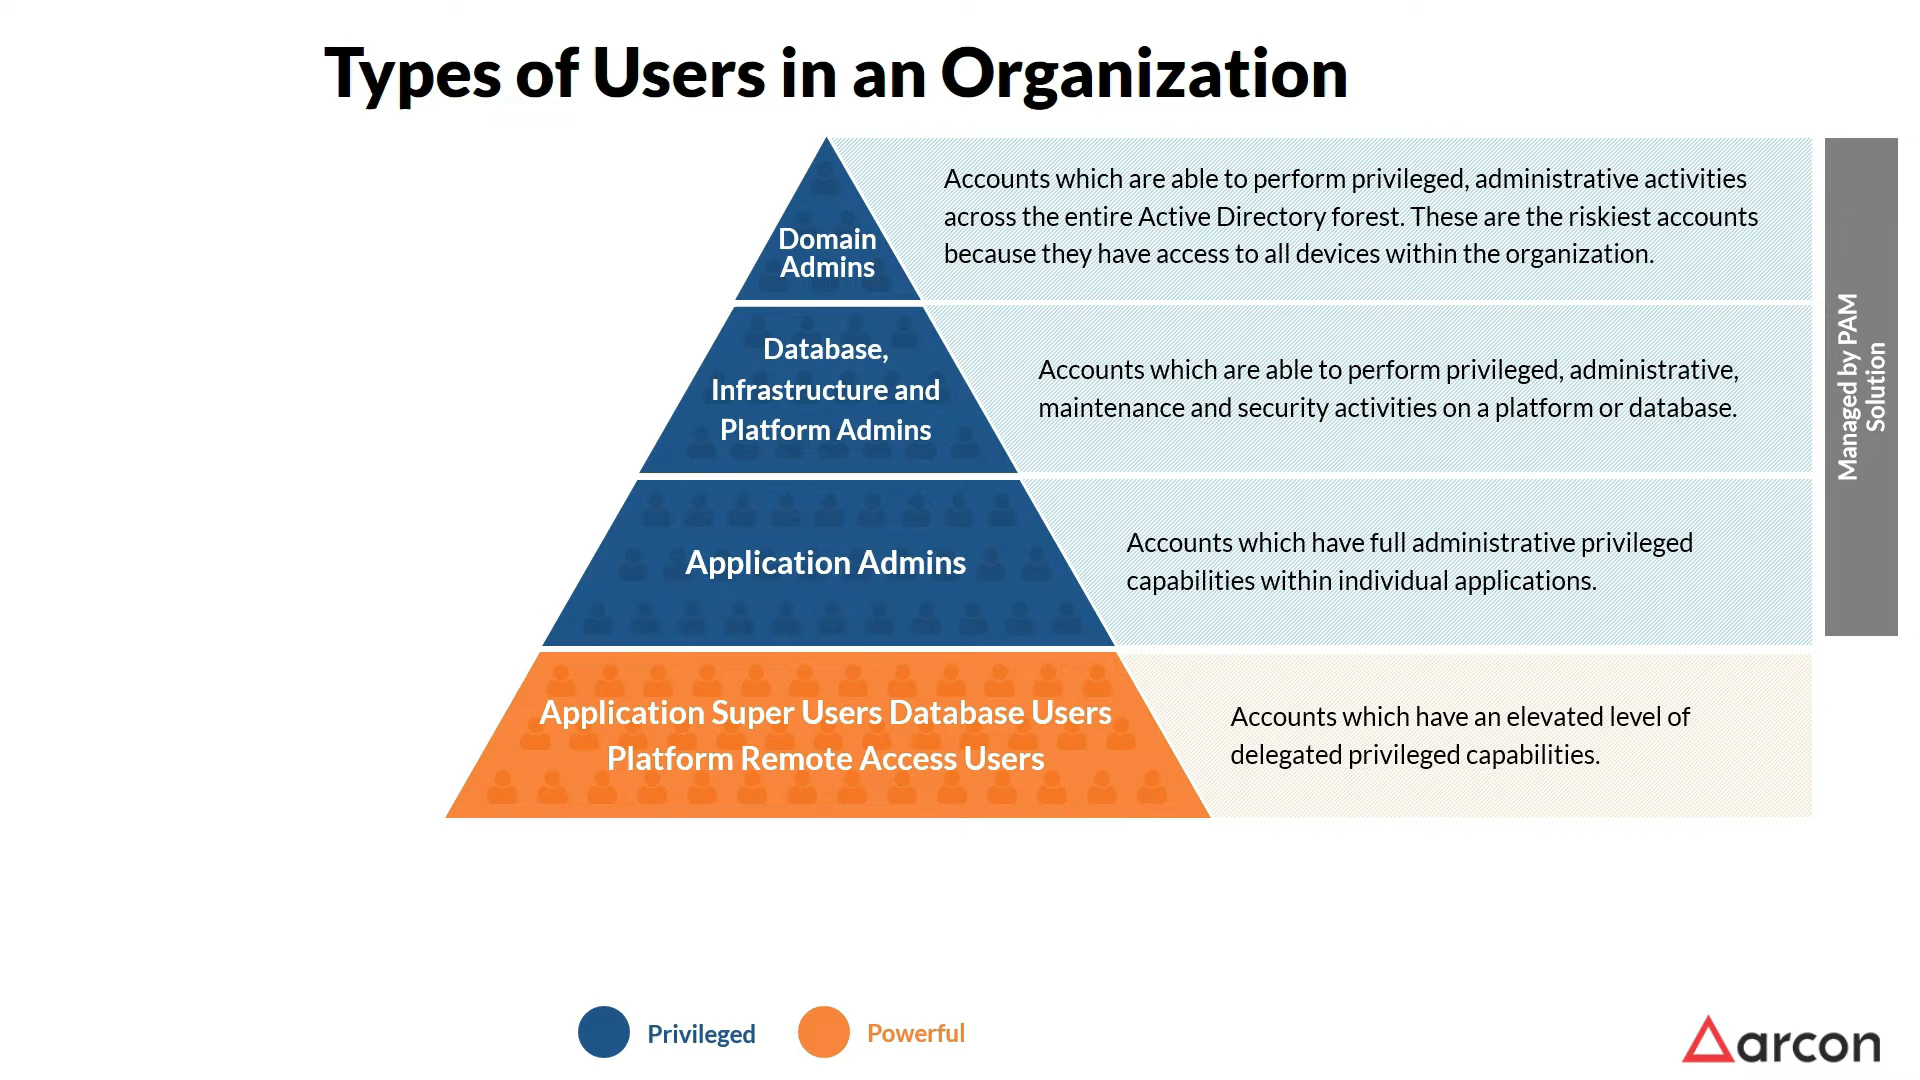 Types of Users in an Organization
Domain
Admins
Accounts which are able to perform privileged, administrative activities
across the entire Active Directory forest. These are the riskiest accounts
because they have access to all devices within the organization.
Database,
Infrastructure and
Platform Admins
Accounts which are able to perform privileged, administrative,
maintenance and security activities on a platform or database.
Application Admins
Accounts which have full administrative privileged
capabilities within individual applications.
Application Super Users Database Users
Platform Remote Access Users
Accounts which have an elevated level of
delegated privileged capabilities.
Managed by PAM
Solution
Privileged
Powerful
arcon